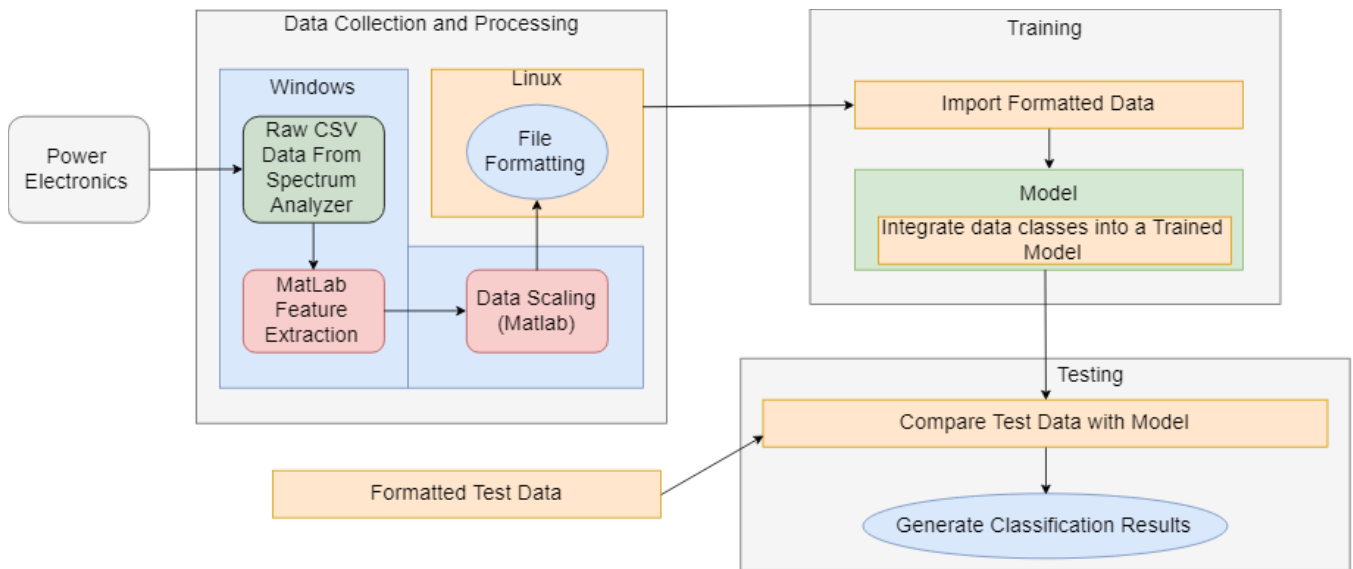 Data Collection and Processing
Windows
Linux
Power
Electronics
Raw CSV
Data From
Spectrum
Analyzer
File
Formatting
MatLab
Feature
Extraction
Data Scaling
(Matlab)
Training
Import Formatted Data
Model
Integrate data classes into a Trained
Model
Testing
Compare Test Data with Model
Formatted Test Data
Generate Classification Results